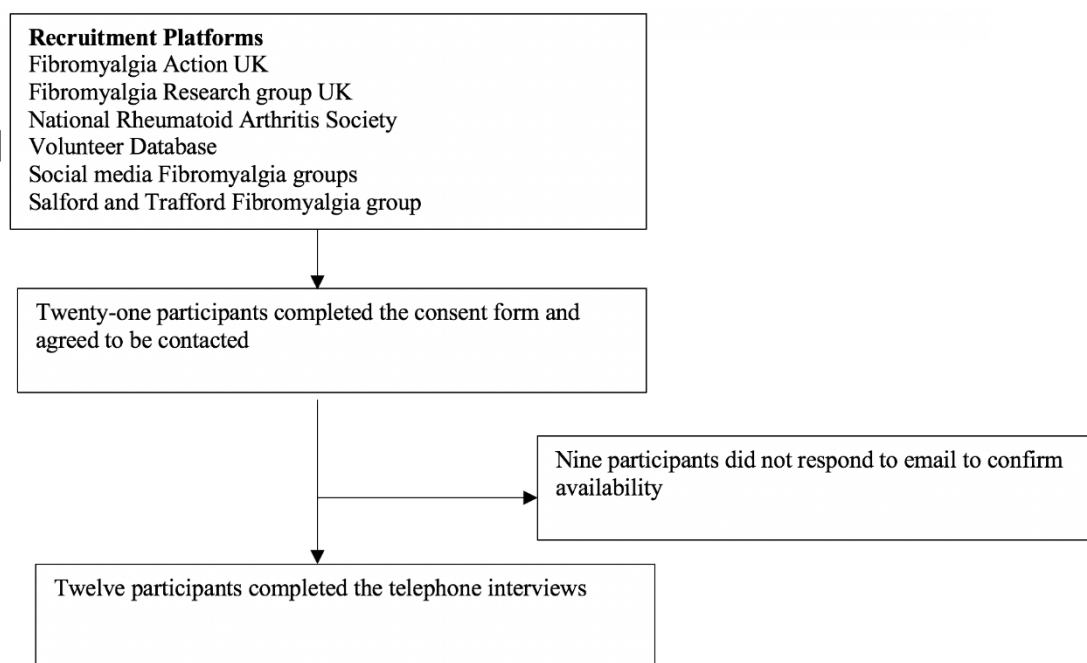 Recruitment Platforms
Fibromyalgia Action UK
Fibromyalgia Research group UK
National Rheumatoid Arthritis Society
Volunteer Database
Social media Fibromyalgia groups
Salford and Trafford Fibromyalgia group
Twenty-one participants completed the consent form and
agreed to be contacted
Nine participants did not respond to email to confirm
availability
Twelve participants completed the telephone interviews